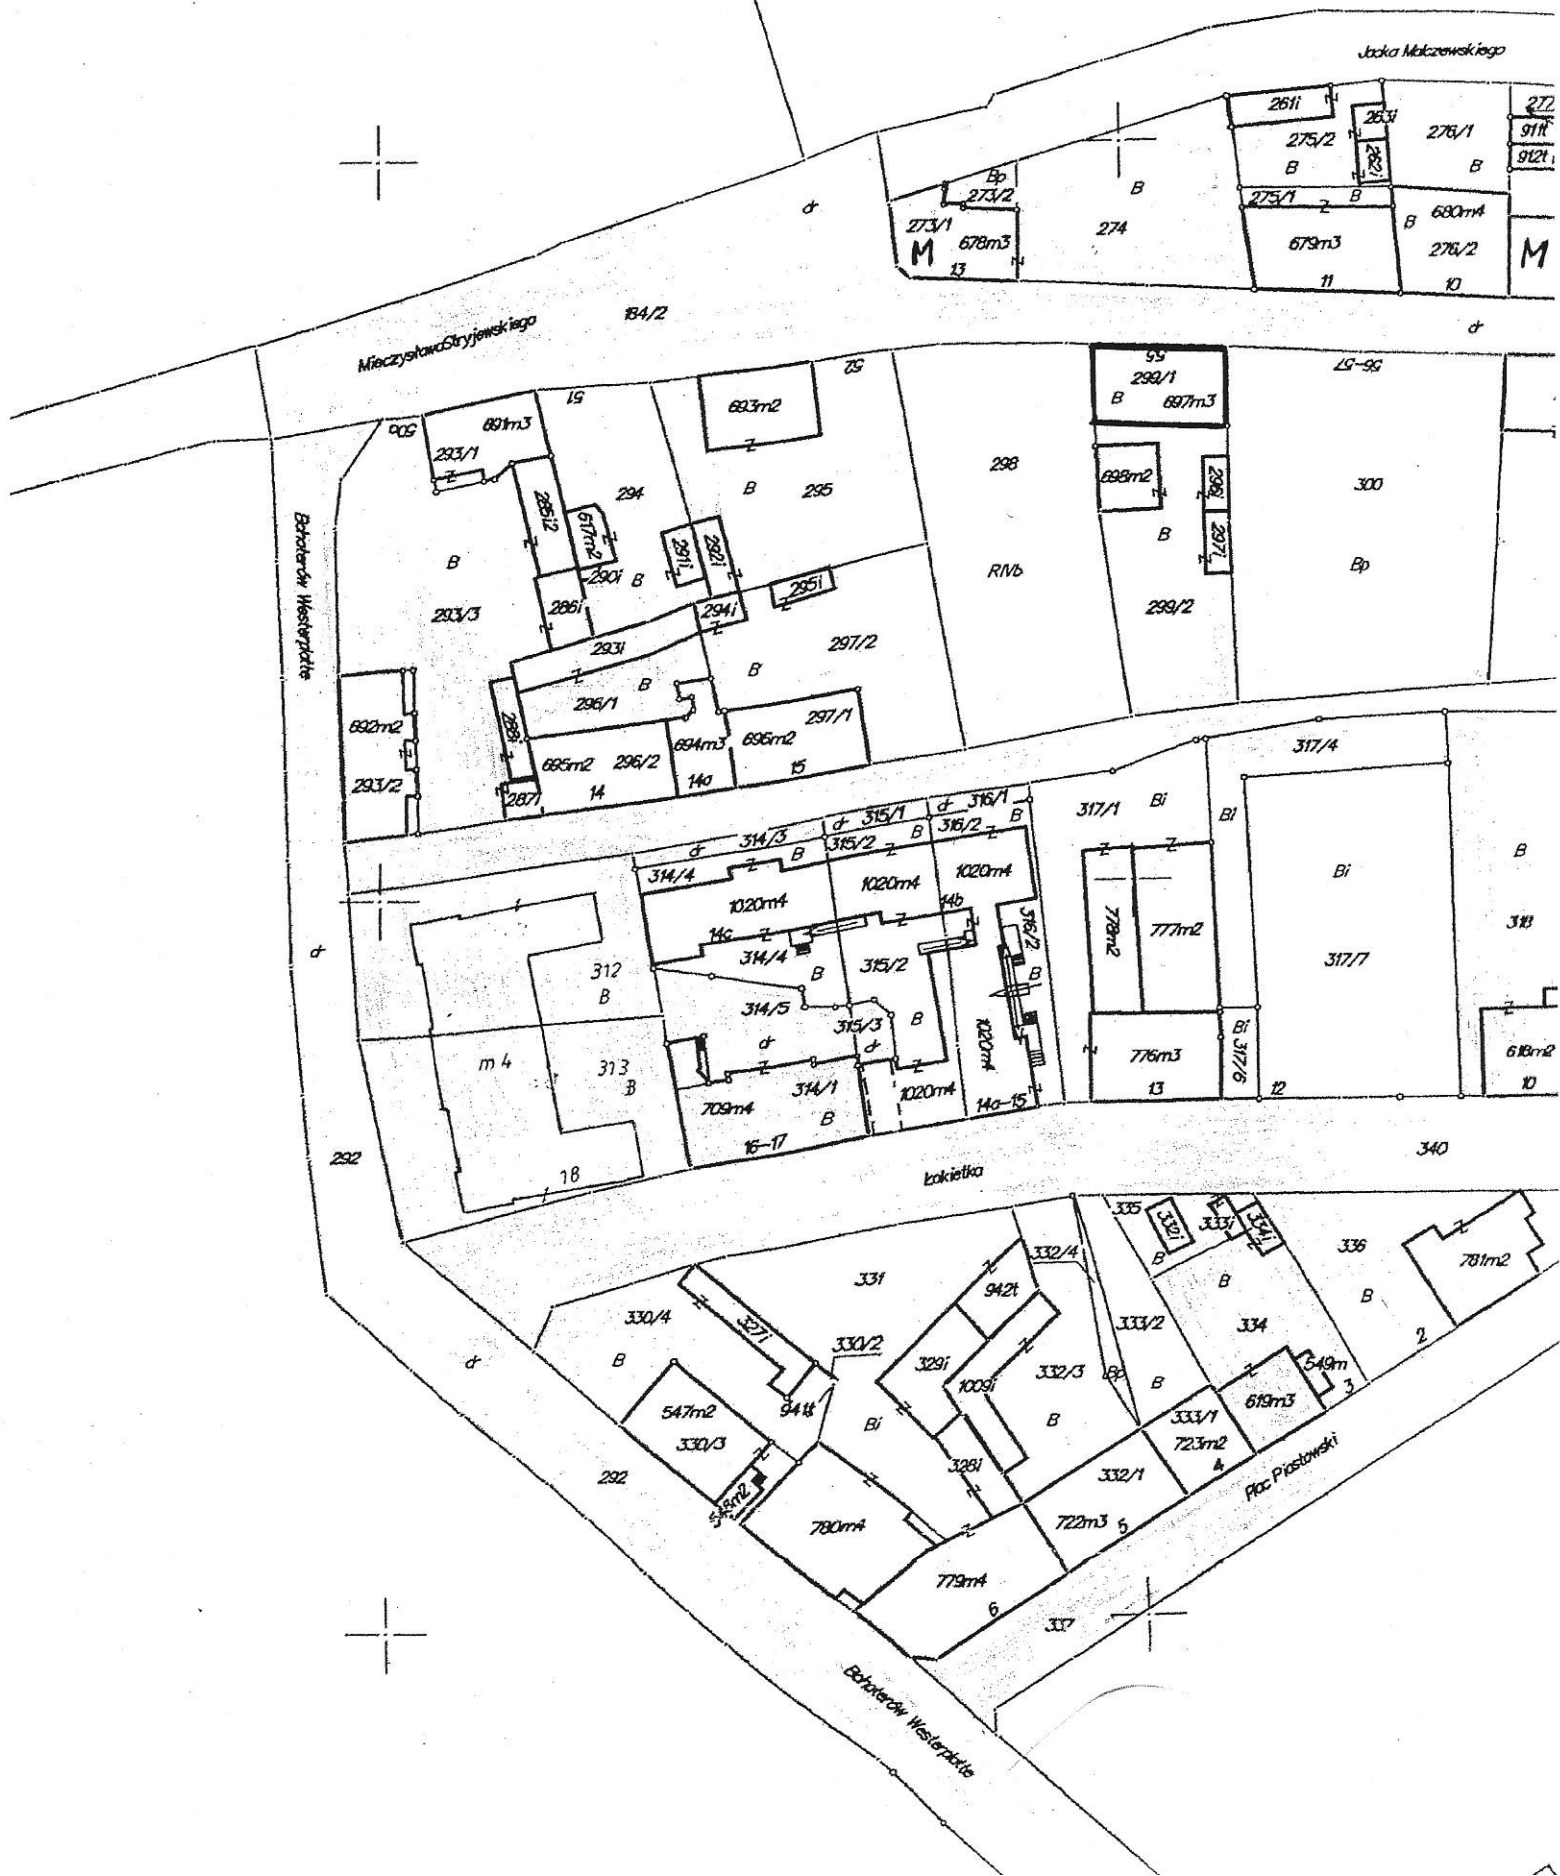 Jacka Malczewskiego
261i
263i
275/2
262i
B
276/1
B
272
911t
912t
Bp
273/2
273/1
678m3
M
13
B
274
275/1
B
679m3
11
B
680m4
276/2
10
M
dr
184/2
Mieczysława Stryjewskiego
dr
50a
691m3
293/1
51
294
693m2
52
B
295
298
RIVb
55
299/1
B
697m3
56-57
300
Bp
698m2
296i
297i
B
299/2
Bohaterów Westerplatte
B
293/3
285i2
617m2
290i
B
286i
291i
292i
294i
295i
293i
297/2
B
B
296/1
692m2
293/2
288i
287i
695m2
296/2
14
694m3
14a
696m2
297/1
15
317/4
317/1
Bi
Bi
314/3
dr
315/1
dr
316/1
dr
B
315/2
B
316/2
B
314/4
1020m4
1020m4
1020m4
14b
14c
314/4
B
315/2
316/2
B
778m2
777m2
Bi
317/7
B
318
dr
312
B
314/5
dr
315/3
dr
B
1020m4
m 4
313
B
314/1
709m4
B
16-17
1020m4
14a-15
776m3
13
Bi
317/6
12
618m2
10
292
18
Łokietka
340
331
332/4
335
332i
333i
334i
B
B
336
B
781m2
2
330/4
B
327i
330/2
941t
942t
329i
1009i
332/3
B
Bp
333/2
B
334
549m
3
619m3
547m2
330/3
Bi
328i
333/1
723m2
4
332/1
722m3
5
dr
292
548m2
780m4
779m4
6
Plac Piastowski
337
Bohaterów Westerplatte